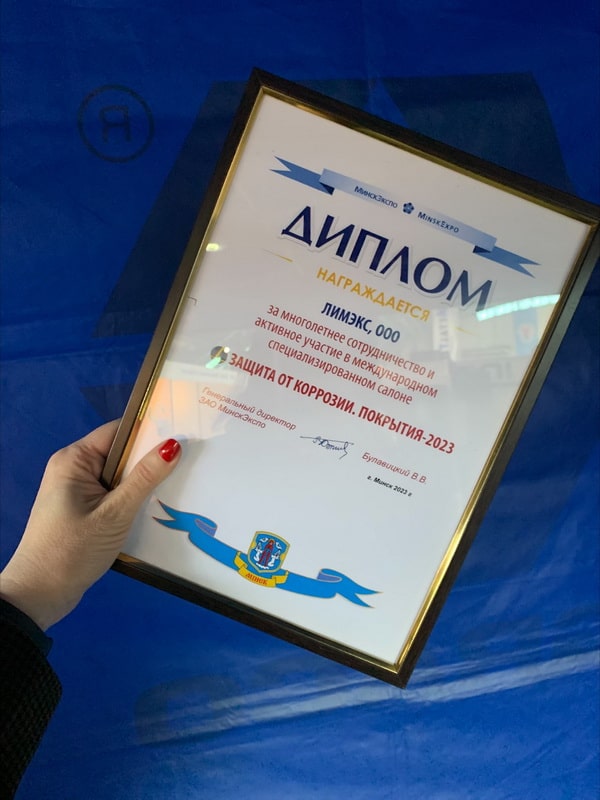 Я
МинскЭкспо MinskExpo
ДИПЛОМ
НАГРАЖДАЕТСЯ
ЛИМЭКС, ООО
за многолетнее сотрудничество и
активное участие в международном
специализированном салоне
ЗАЩИТА ОТ КОРРОЗИИ. ПОКРЫТИЯ-2023
Генеральный директор
ЗАО МинскЭкспо
Булавицкий В.В.
г. Минск 2023 г
МІНСК